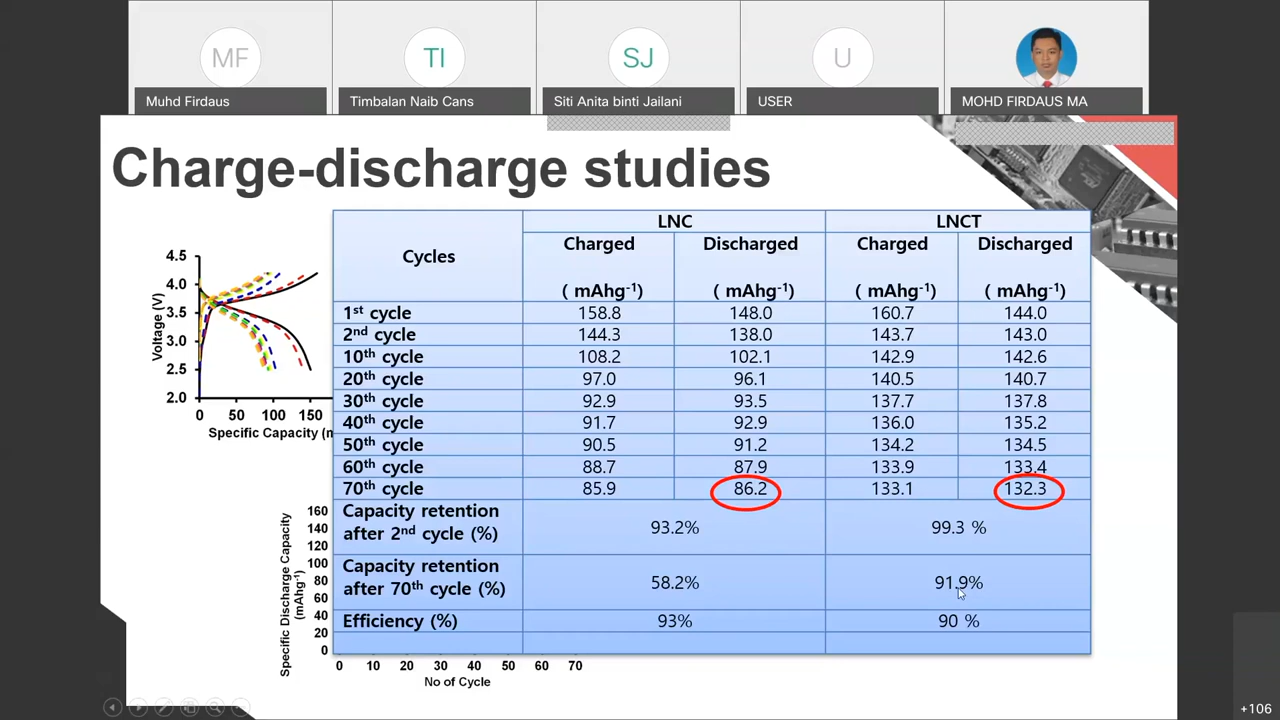 MF
TI
SJ
U
Muhd Firdaus
Timbalan Naib Cans
Siti Anita binti Jailani
USER
MOHD FIRDAUS MA
Charge-discharge studies
4.5
4.0
3.5
3.0
2.5
2.0
Voltage (V)
0 50 100 150
Specific Capacity (m
Cycles LNC LNCT
Charged Discharged Charged Discharged
( mAhg-1) ( mAhg-1) ( mAhg-1) ( mAhg-1)
1st cycle 158.8 148.0 160.7 144.0
2nd cycle 144.3 138.0 143.7 143.0
10th cycle 108.2 102.1 142.9 142.6
20th cycle 97.0 96.1 140.5 140.7
30th cycle 92.9 93.5 137.7 137.8
40th cycle 91.7 92.9 136.0 135.2
50th cycle 90.5 91.2 134.2 134.5
60th cycle 88.7 87.9 133.9 133.4
70th cycle 85.9 86.2 133.1 132.3
Capacity retention
after 2nd cycle (%) 93.2% 99.3 %
Capacity retention
after 70th cycle (%) 58.2% 91.9%
Efficiency (%) 93% 90 %
160
140
120
100
80
60
40
20
0
Specific Discharge Capacity
(mAhg-1)
0 10 20 30 40 50 60 70
No of Cycle
+106